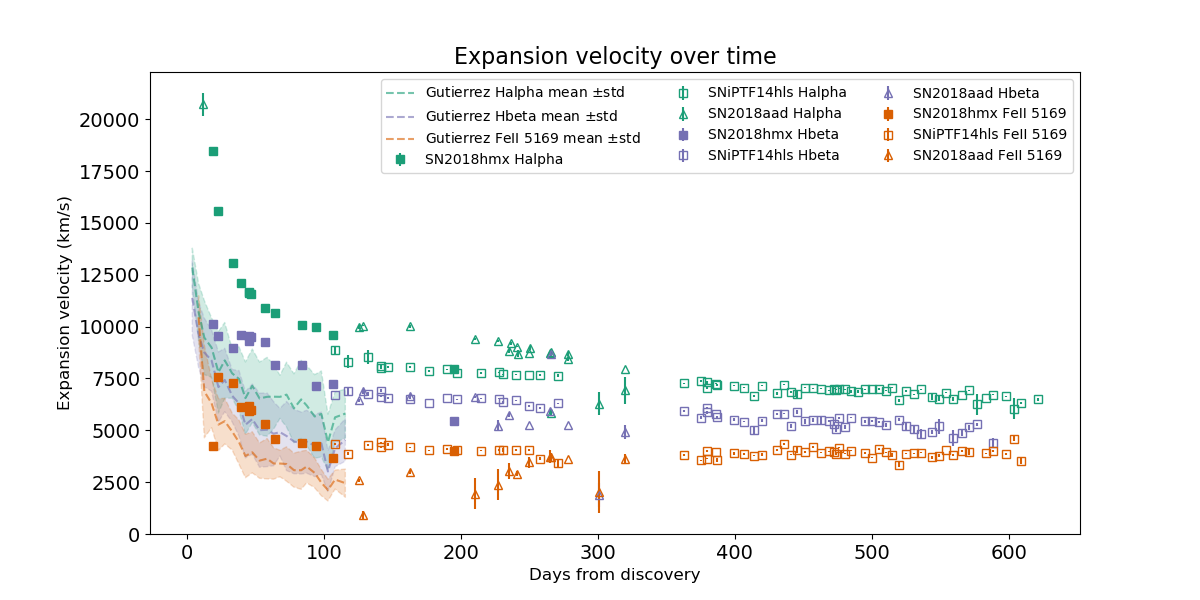 Expansion velocity over time
Gutierrez Halpha mean ±std
Gutierrez Hbeta mean ±std
Gutierrez FeII 5169 mean ±std
SN2018hmx Halpha
SNiPTF14hls Halpha
SN2018aad Halpha
SN2018hmx Hbeta
SNiPTF14hls Hbeta
SN2018aad Hbeta
SN2018hmx FeII 5169
SNiPTF14hls FeII 5169
SN2018aad FeII 5169
Expansion velocity (km/s)
20000
17500
15000
12500
10000
7500
5000
2500
0
0 100 200 300 400 500 600
Days from discovery